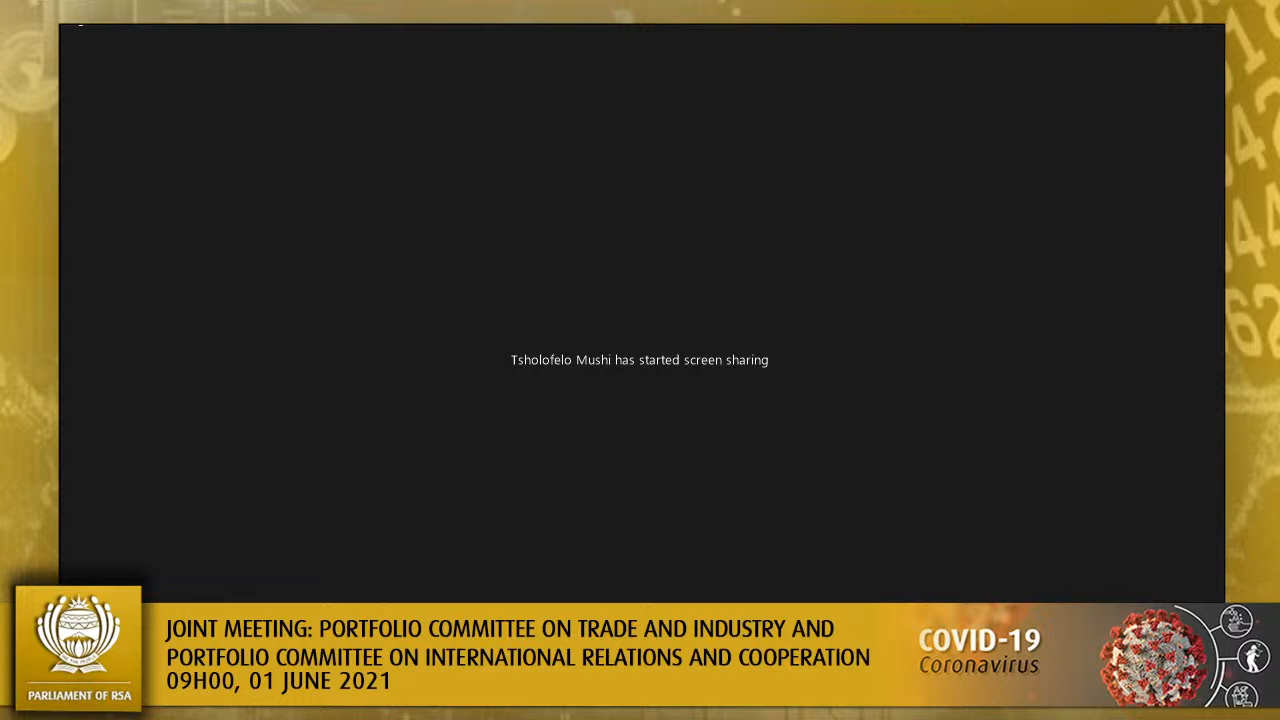 Tsholofelo Mushi has started screen sharing
JOINT MEETING: PORTFOLIO COMMITTEE ON TRADE AND INDUSTRY AND
PORTFOLIO COMMITTEE ON INTERNATIONAL RELATIONS AND COOPERATION
09H00, 01 JUNE 2021
PARLIAMENT OF RSA
COVID-19
Coronavirus